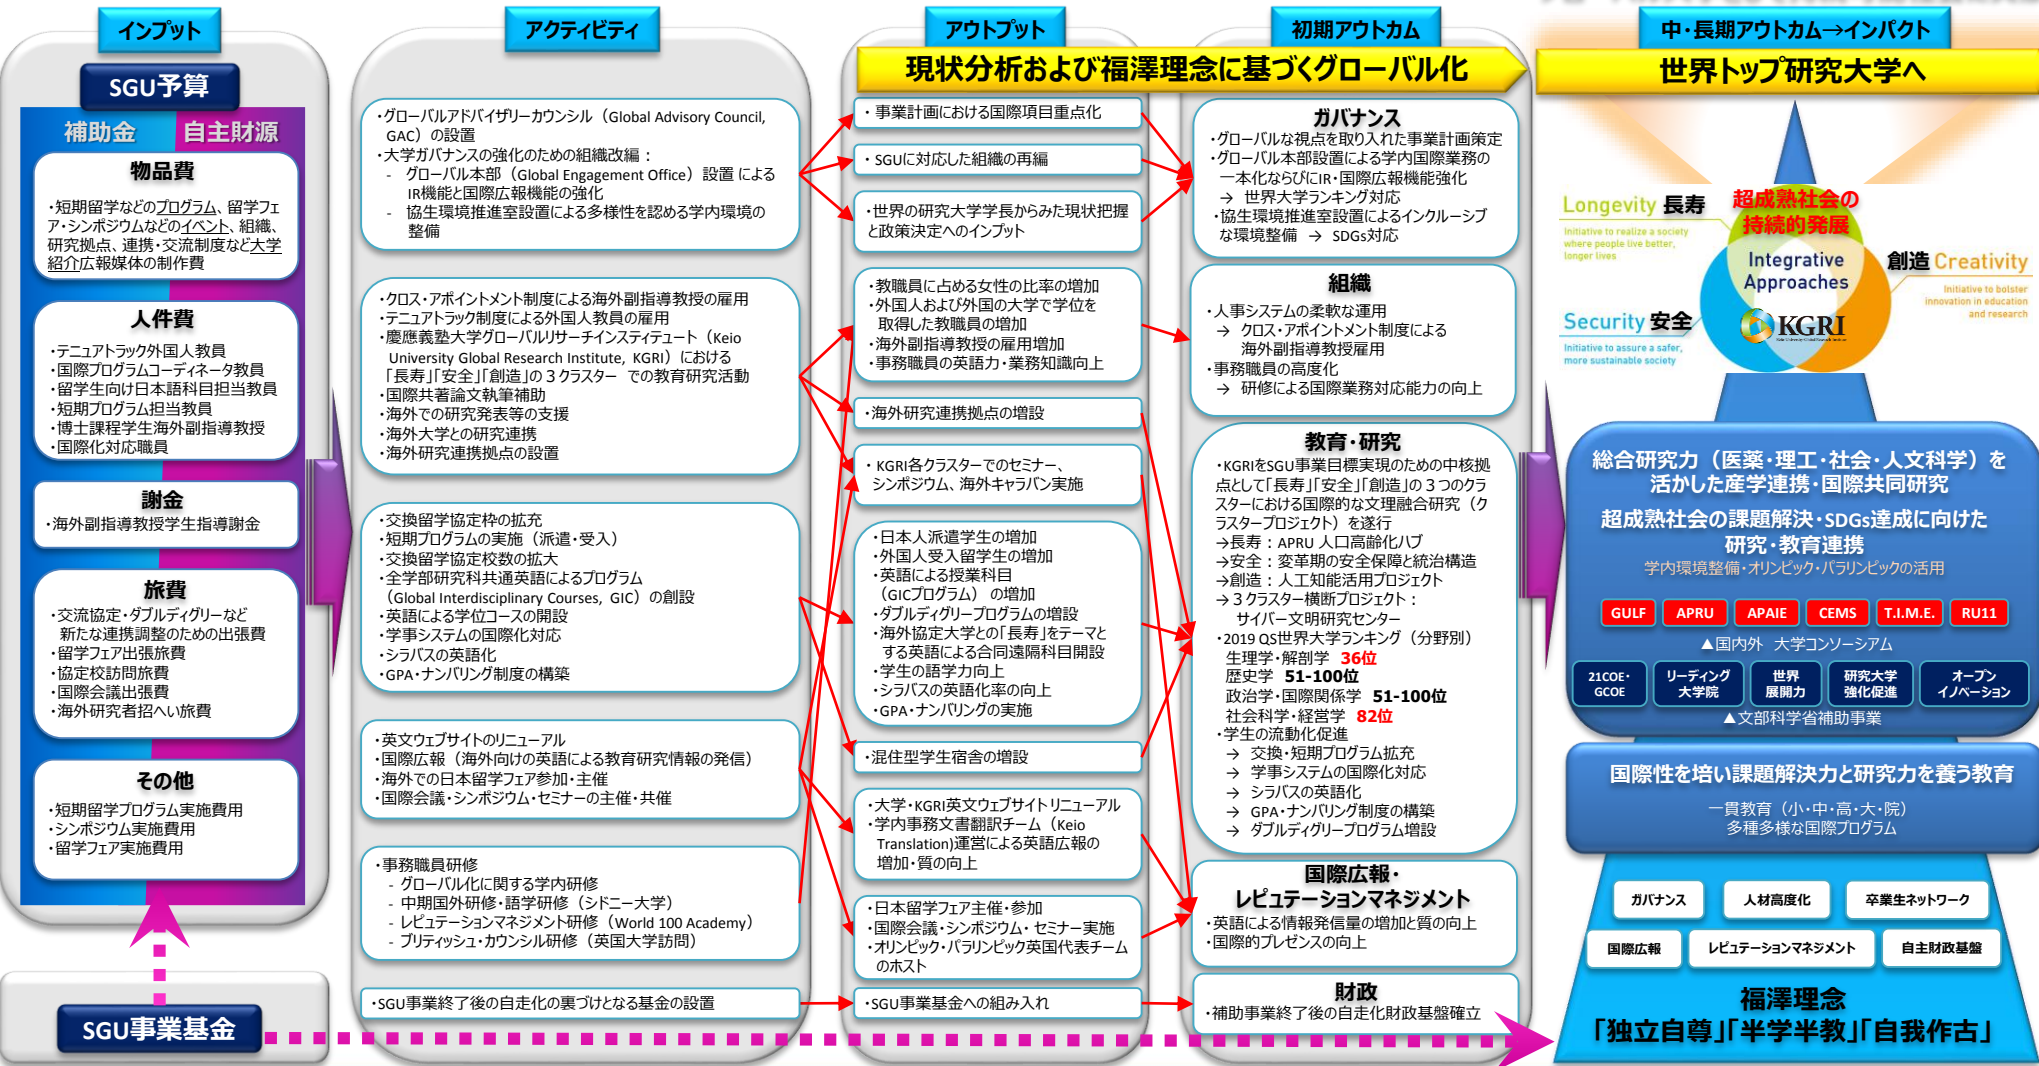 インプット
SGU予算
補助金 自主財源
物品費
・短期留学などのプログラム、留学フェ
ア・シンポジウムなどのイベント、組織、
研究拠点、連携・交流制度など大学
紹介広報媒体の制作費
人件費
・テニュアトラック外国人教員
・国際プログラムコーディネータ教員
・留学生向け日本語科目担当教員
・短期プログラム担当教員
・博士課程学生海外副指導教授
・国際化対応職員
謝金
・海外副指導教授学生指導謝金
旅費
・交流協定・ダブルディグリーなど
新たな連携調整のための出張費
・留学フェア出張旅費
・協定校訪問旅費
・国際会議出張費
・海外研究者招へい旅費
その他
・短期留学プログラム実施費用
・シンポジウム実施費用
・留学フェア実施費用
SGU事業基金
アクティビティ
・グローバルアドバイザリーカウンシル（Global Advisory Council,
GAC）の設置
・大学ガバナンスの強化のための組織改編：
- グローバル本部（Global Engagement Office）設置 による
IR機能と国際広報機能の強化
- 協生環境推進室設置による多様性を認める学内環境の
整備
・クロス・アポイントメント制度による海外副指導教授の雇用
・テニュアトラック制度による外国人教員の雇用
・慶應義塾大学グローバルリサーチインスティテュート（Keio
University Global Research Institute, KGRI）における
「長寿」「安全」「創造」の３クラスター での教育研究活動
・国際共著論文執筆補助
・海外での研究発表等の支援
・海外大学との研究連携
・海外研究連携拠点の設置
・交換留学協定枠の拡充
・短期プログラムの実施（派遣・受入）
・交換留学協定校数の拡大
・全学部研究科共通英語によるプログラム
（Global Interdisciplinary Courses, GIC）の創設
・英語による学位コースの開設
・学事システムの国際化対応
・シラバスの英語化
・GPA・ナンバリング制度の構築
・英文ウェブサイトのリニューアル
・国際広報（海外向けの英語による教育研究情報の発信）
・海外での日本留学フェア参加・主催
・国際会議・シンポジウム・セミナーの主催・共催
・事務職員研修
- グローバル化に関する学内研修
- 中期国外研修・語学研修（シドニー大学）
- レピュテーションマネジメント研修（World 100 Academy）
- ブリティッシュ・カウンシル研修（英国大学訪問）
・SGU事業終了後の自走化の裏づけとなる基金の設置
アウトプット
初期アウトカム
現状分析および福澤理念に基づくグローバル化
・事業計画における国際項目重点化
・SGUに対応した組織の再編
・世界の研究大学学長からみた現状把握
と政策決定へのインプット
・教職員に占める女性の比率の増加
・外国人および外国の大学で学位を
取得した教職員の増加
・海外副指導教授の雇用増加
・事務職員の英語力・業務知識向上
・海外研究連携拠点の増設
・KGRI各クラスターでのセミナー、
シンポジウム、海外キャラバン実施
・日本人派遣学生の増加
・外国人受入留学生の増加
・英語による授業科目
（GICプログラム）の増加
・ダブルディグリープログラムの増設
・海外協定大学との「長寿」をテーマと
する英語による合同遠隔科目開設
・学生の語学力向上
・シラバスの英語化率の向上
・GPA・ナンバリングの実施
・混住型学生宿舎の増設
・大学・KGRI英文ウェブサイトリニューアル
・学内事務文書翻訳チーム（Keio
Translation)運営による英語広報の
増加・質の向上
・日本留学フェア主催・参加
・国際会議・シンポジウム・セミナー実施
・オリンピック・パラリンピック英国代表チーム
のホスト
・SGU事業基金への組み入れ
ガバナンス
・グローバルな視点を取り入れた事業計画策定
・グローバル本部設置による学内国際業務の
一本化ならびにIR・国際広報機能強化
→ 世界大学ランキング対応
・協生環境推進室設置によるインクルーシブ
な環境整備 → SDGs対応
組織
・人事システムの柔軟な運用
→ クロス・アポイントメント制度による
海外副指導教授雇用
・事務職員の高度化
→ 研修による国際業務対応能力の向上
教育・研究
・KGRIをSGU事業目標実現のための中核拠
点として「長寿」「安全」「創造」の３つのクラ
スターにおける国際的な文理融合研究（ク
ラスタープロジェクト）を遂行
→長寿：APRU 人口高齢化ハブ
→安全：変革期の安全保障と統治構造
→創造：人工知能活用プロジェクト
→３クラスター横断プロジェクト：
サイバー文明研究センター
・2019 QS世界大学ランキング（分野別）
生理学・解剖学 36位
歴史学 51-100位
政治学・国際関係学 51-100位
社会科学・経営学 82位
・学生の流動化促進
→ 交換・短期プログラム拡充
→ 学事システムの国際化対応
→ シラバスの英語化
→ GPA・ナンバリング制度の構築
→ ダブルディグリープログラム増設
国際広報・
レピュテーションマネジメント
・英語による情報発信量の増加と質の向上
・国際的プレゼンスの向上
財政
・補助事業終了後の自走化財政基盤確立
中・長期アウトカム→インパクト
世界トップ研究大学へ
Longevity 長寿
Initiative to realize a society
where people live better,
longer lives
超成熟社会の
持続的発展
Integrative
Approaches
KGRI
創造 Creativity
Initiative to bolster
innovation in education
and research
Security 安全
Initiative to assure a safer,
more sustainable society
総合研究力（医薬・理工・社会・人文科学）を
活かした産学連携・国際共同研究
超成熟社会の課題解決・SDGs達成に向けた
研究・教育連携
学内環境整備・オリンピック・パラリンピックの活用
GULF APRU APAIE CEMS T.I.M.E. RU11
▲国内外 大学コンソーシアム
21COE・
GCOE
リーディング
大学院
世界
展開力
研究大学
強化促進
オープン
イノベーション
▲文部科学省補助事業
国際性を培い課題解決力と研究力を養う教育
一貫教育（小・中・高・大・院）
多種多様な国際プログラム
ガバナンス 人材高度化 卒業生ネットワーク
国際広報 レピュテーションマネジメント 自主財政基盤
福澤理念
「独立自尊」「半学半教」「自我作古」